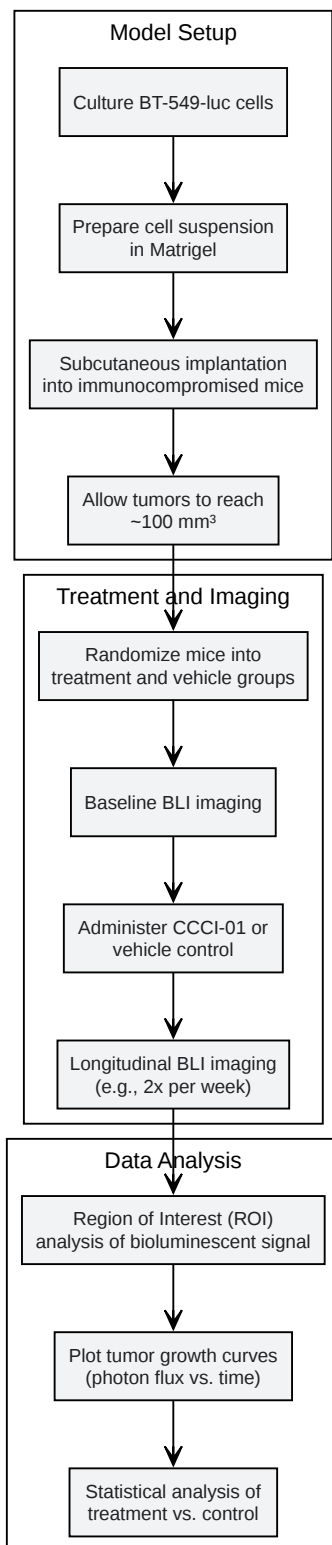 Model Setup
Culture BT-549-luc cells
Prepare cell suspension
in Matrigel
Subcutaneous implantation
into immunocompromised mice
Allow tumors to reach
~100 mm³
Treatment and Imaging
Randomize mice into
treatment and vehicle groups
Baseline BLI imaging
Administer CCCI-01 or
vehicle control
Longitudinal BLI imaging
(e.g., 2x per week)
Data Analysis
Region of Interest (ROI)
analysis of bioluminescent signal
Plot tumor growth curves
(photon flux vs. time)
Statistical analysis of
treatment vs. control